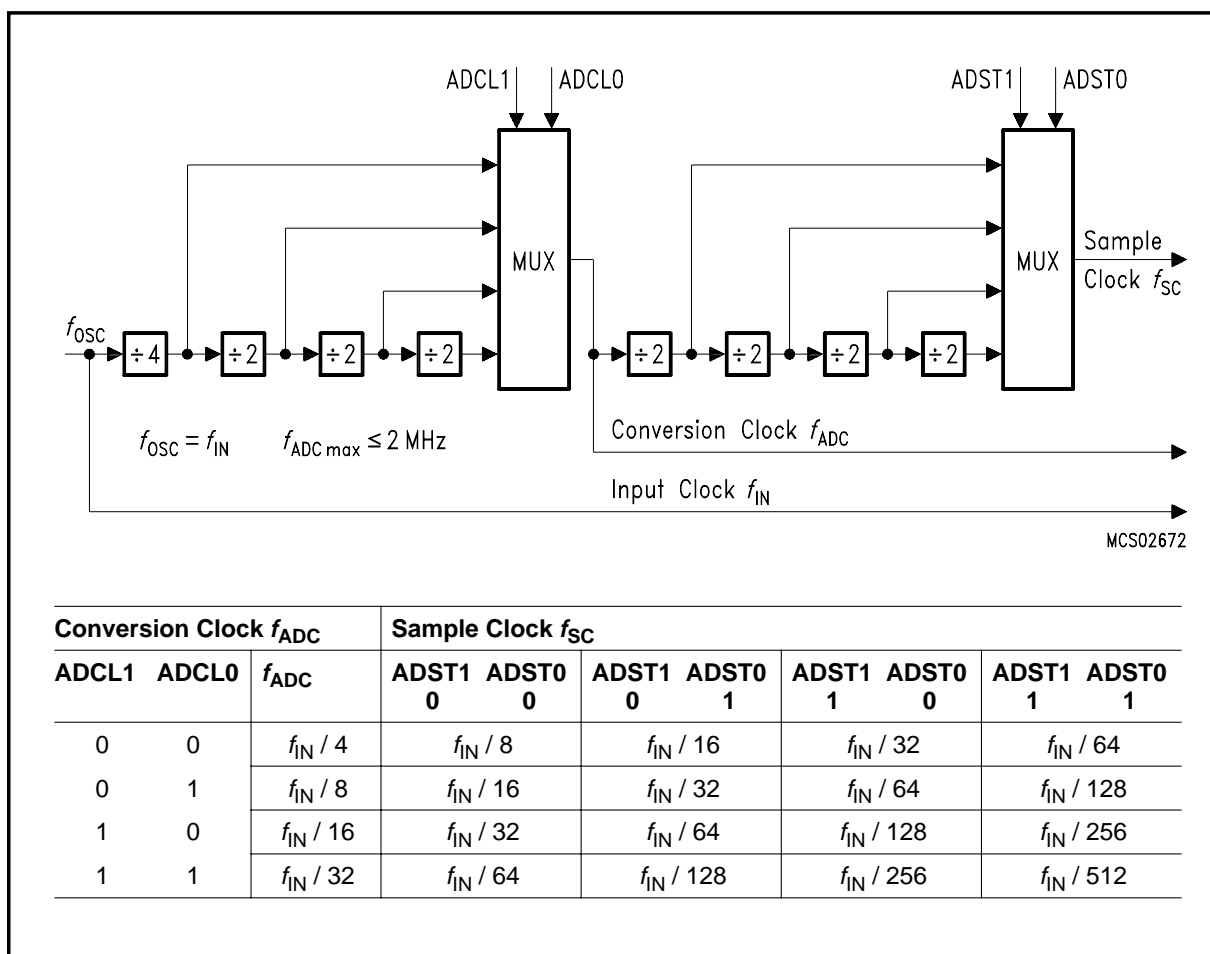 ADCL1 ADCL0 ADST1 ADST0
MUX MUX
Sample
Clock fSC
fOSC
÷4 ÷2 ÷2 ÷2 ÷2 ÷2 ÷2 ÷2
fOSC = fIN fADC max ≤ 2 MHz
Conversion Clock fADC
Input Clock fIN
MCS02672
Conversion Clock fADC Sample Clock fSC
ADCL1 ADCL0 fADC ADST1 ADST0 ADST1 ADST0 ADST1 ADST0 ADST1 ADST0
0 0 0 1 1 0 1 1
0 0 fIN / 4 fIN / 8 fIN / 16 fIN / 32 fIN / 64
0 1 fIN / 8 fIN / 16 fIN / 32 fIN / 64 fIN / 128
1 0 fIN / 16 fIN / 32 fIN / 64 fIN / 128 fIN / 256
1 1 fIN / 32 fIN / 64 fIN / 128 fIN / 256 fIN / 512